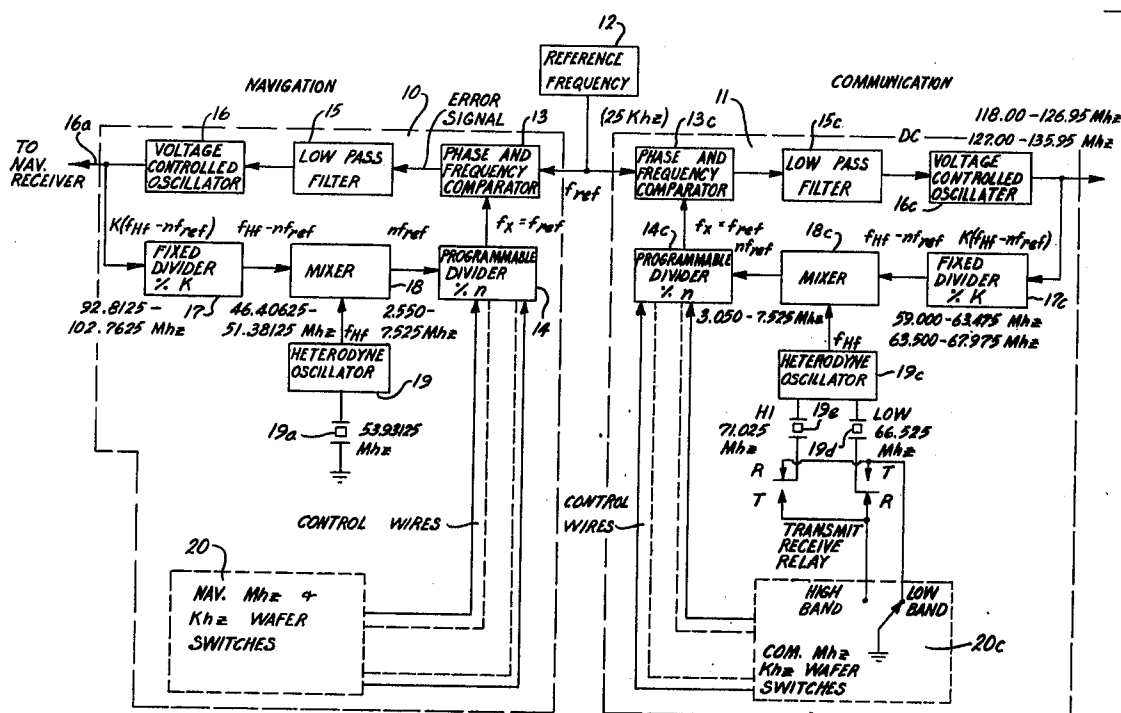 12
REFERENCE
FREQUENCY
NAVIGATION
COMMUNICATION
10
ERROR
SIGNAL
13
15
16
16a
TO
NAV.
RECEIVER
VOLTAGE
CONTROLLED
OSCILLATOR
LOW PASS
FILTER
PHASE AND
FREQUENCY
COMPARATOR
fref
(25 Khz)
11
13c
PHASE AND
FREQUENCY
COMPARATOR
15c
LOW PASS
FILTER
DC
118.00-126.95 Mhz
127.00-135.95 Mhz
VOLTAGE
CONTROLLED
OSCILLATER
16c
K(fHf-nfref)
fHf-nfref
nfref
fx=fref
FIXED
DIVIDER
% K
17
MIXER
18
PROGRAMMABLE
DIVIDER
% n
14
92.8125-
102.7625 Mhz
46.40625-
51.38125 Mhz
fHf
2.550-
7.525 Mhz
HETERODYNE
OSCILLATOR
19
19a
53.93125
Mhz
fx=fref
14c
nfref
18c
fHf-nfref
K(fHf-nfref)
PROGRAMMABLE
DIVIDER
% n
MIXER
FIXED
DIVIDER
% K
17c
3.050-7.525Mhz
59.000-63.475 Mhz
63.500-67.975Mhz
fHf
HETERODYNE
OSCILLATOR
19c
HI
71.025
Mhz
19e
19d
LOW
66.525
Mhz
R
T
T
R
TRANSMIT
RECEIVE
RELAY
CONTROL WIRES
CONTROL
WIRES
20
NAV. Mhz &
Khz WAFER
SWITCHES
HIGH
BAND
LOW
BAND
COM. Mhz
Khz WAFER
SWITCHES
20c